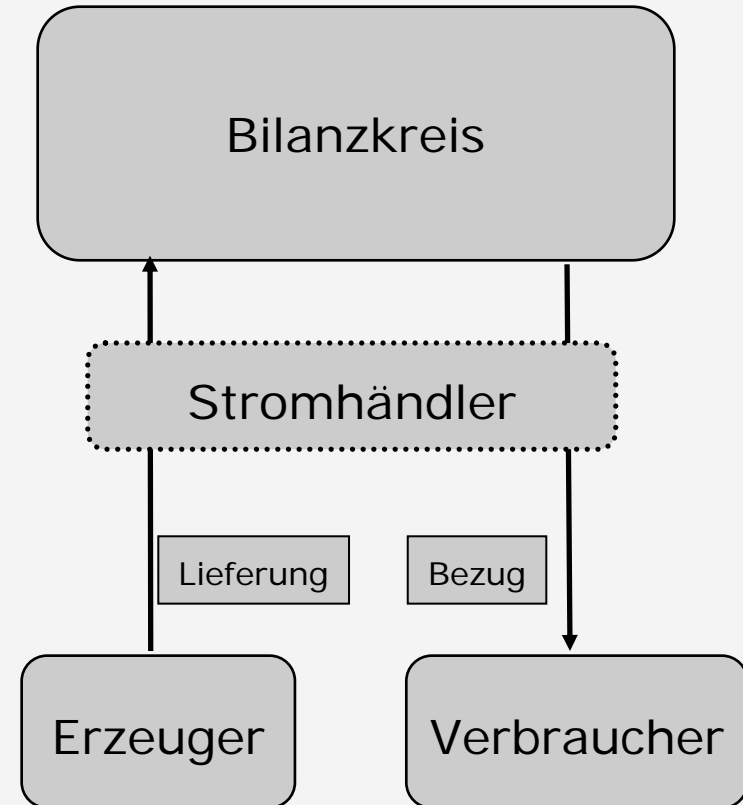 Bilanzkreis
Stromhändler
Lieferung
Bezug
Erzeuger
Verbraucher